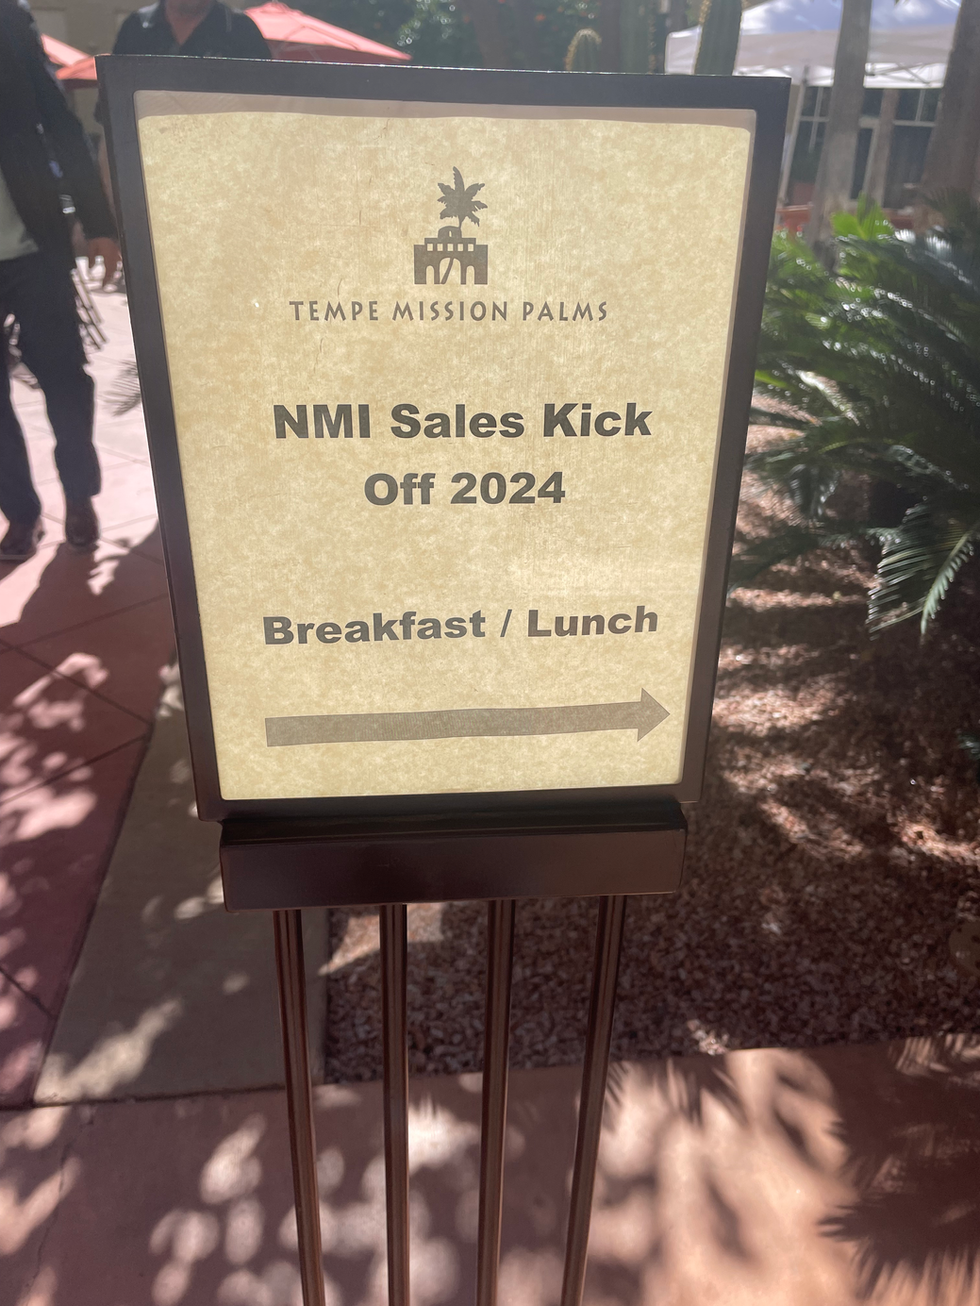 TEMPE MISSION PALMS
NMI Sales Kick
Off 2024
Breakfast / Lunch